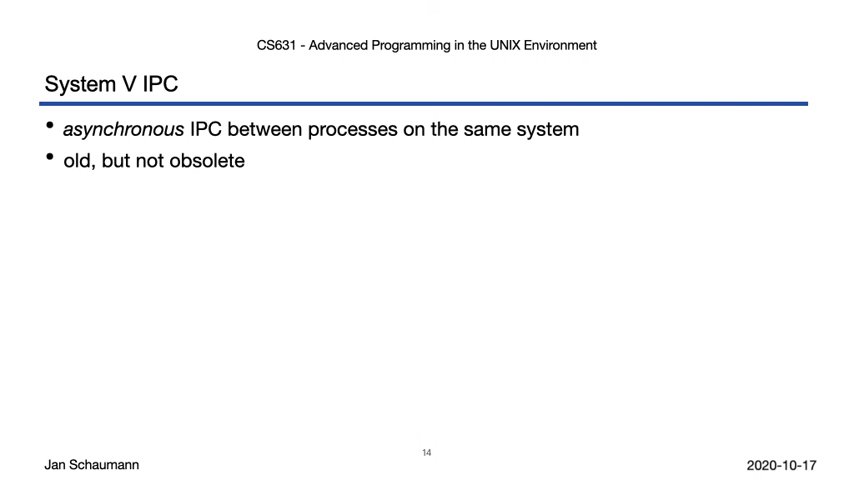 CS631 - Advanced Programming in the UNIX Environment
System V IPC
• asynchronous IPC between processes on the same system
• old, but not obsolete
14
Jan Schaumann
2020-10-17